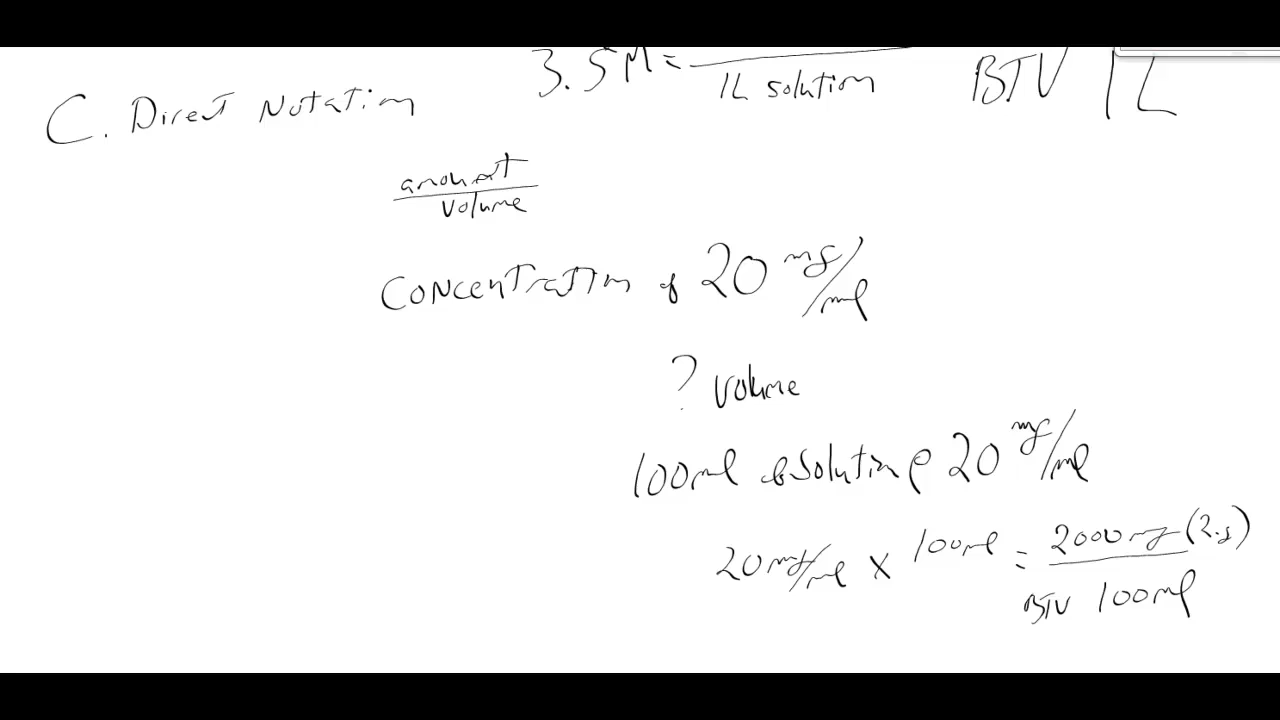 3.5M =
1L solution
BTV 1L
C. Direct Notation
amount
volume
Concentration of 20 mg/ml
? volume
100ml of solution @ 20 mg/ml
20mg/ml x 100ml = 2000mg (2g)
BTV 100ml